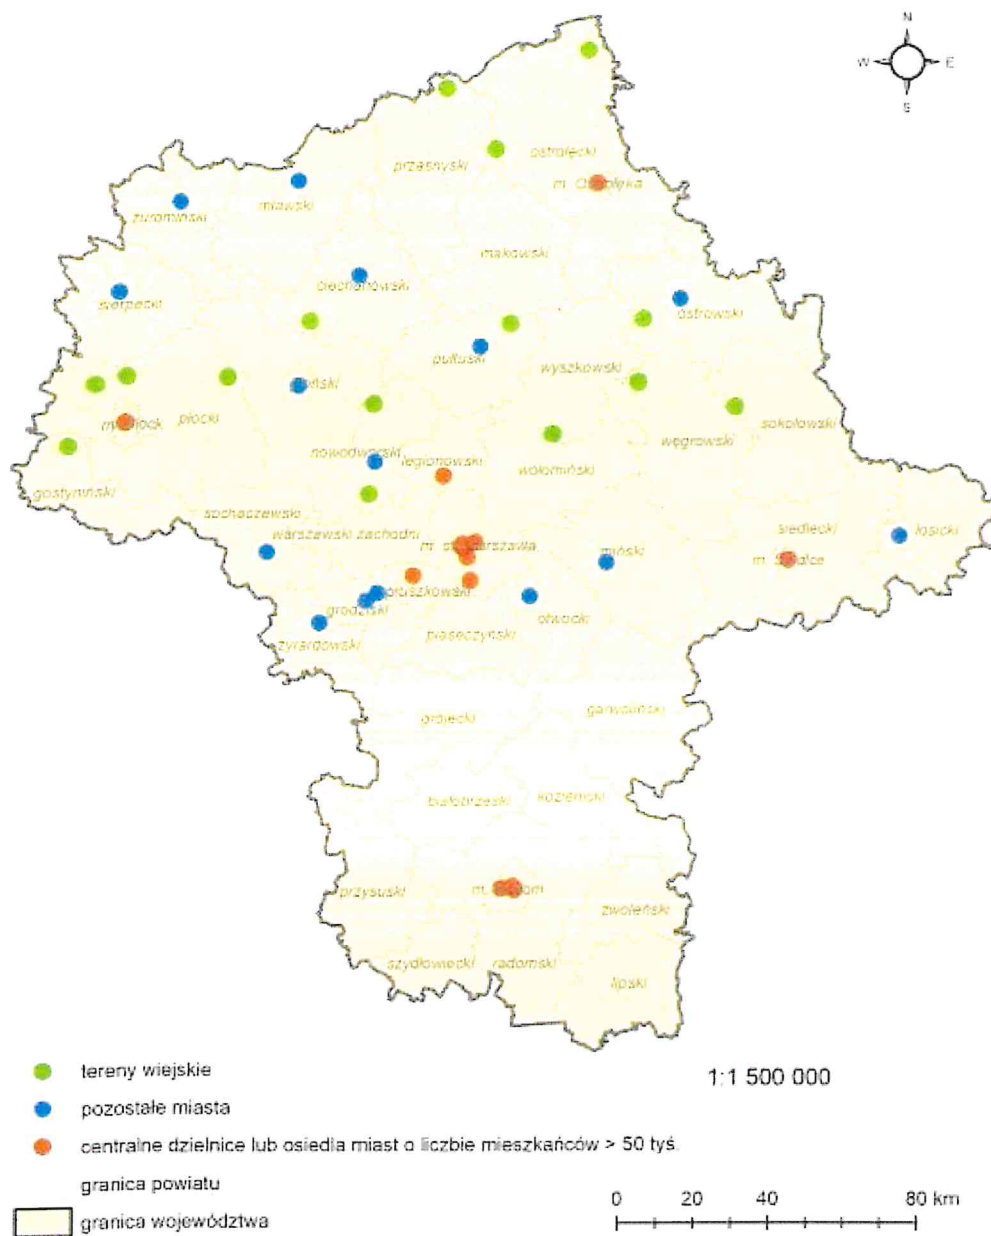 N
W E
S
ostrołęcki
przasnyski
m. Ostrołęka
mławski
żuromiński
makowski
ciechanowski
sierpecki
ostrowski
pułtuski
wyszkowski
płoński
płocki
m. Płock
sokołowski
węgrowski
nowodworski
legionowski
wołomiński
gostyniński
sochaczewski
siedlecki
łosicki
warszawski zachodni
m. st. Warszawa
miński
m. Siedlce
pruszkowski
grodziski
otwocki
piaseczyński
żyrardowski
garwoliński
grójecki
białobrzeski
kozienicki
przysuski
m. Radom
zwoleński
szydłowiecki
radomski
lipski
tereny wiejskie
1:1 500 000
pozostałe miasta
centralne dzielnice lub osiedla miast o liczbie mieszkańców > 50 tyś.
granica powiatu
granica województwa
0 20 40 80 km